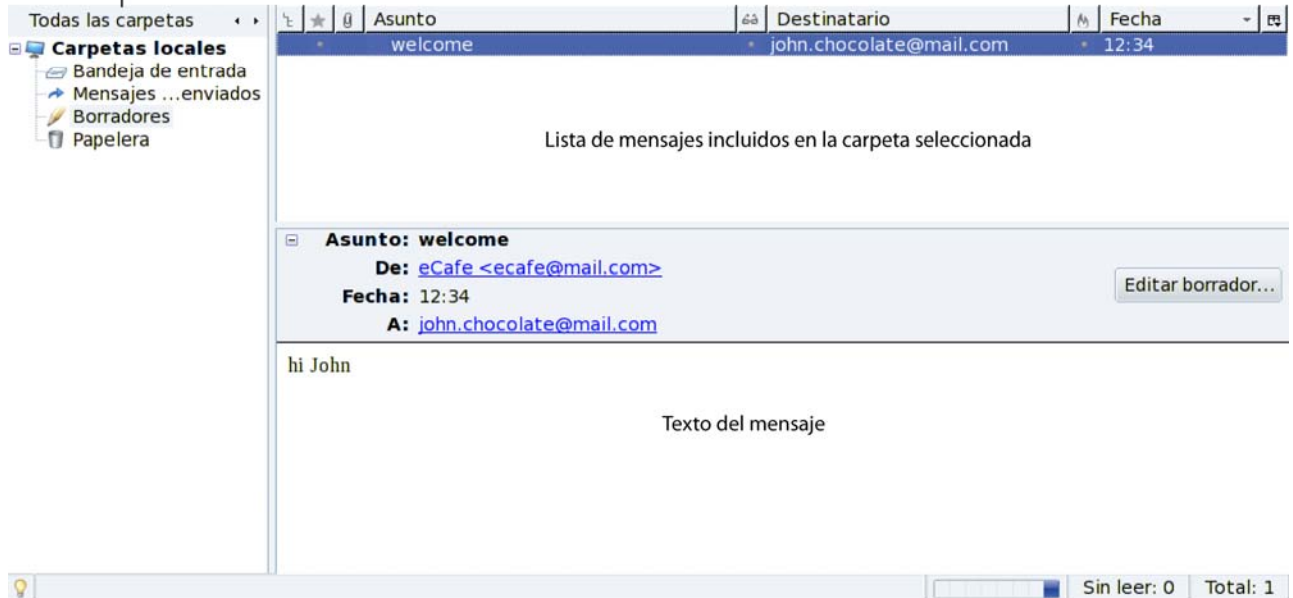 Todas las carpetas
Carpetas locales
Bandeja de entrada
Mensajes ...enviados
Borradores
Papelera
Asunto Destinatario Fecha
welcome john.chocolate@mail.com 12:34
Lista de mensajes incluidos en la carpeta seleccionada
Asunto: welcome
De: eCafe <ecafe@mail.com>
Fecha: 12:34
A: john.chocolate@mail.com
Editar borrador...
hi John
Texto del mensaje
Sin leer: 0 Total: 1